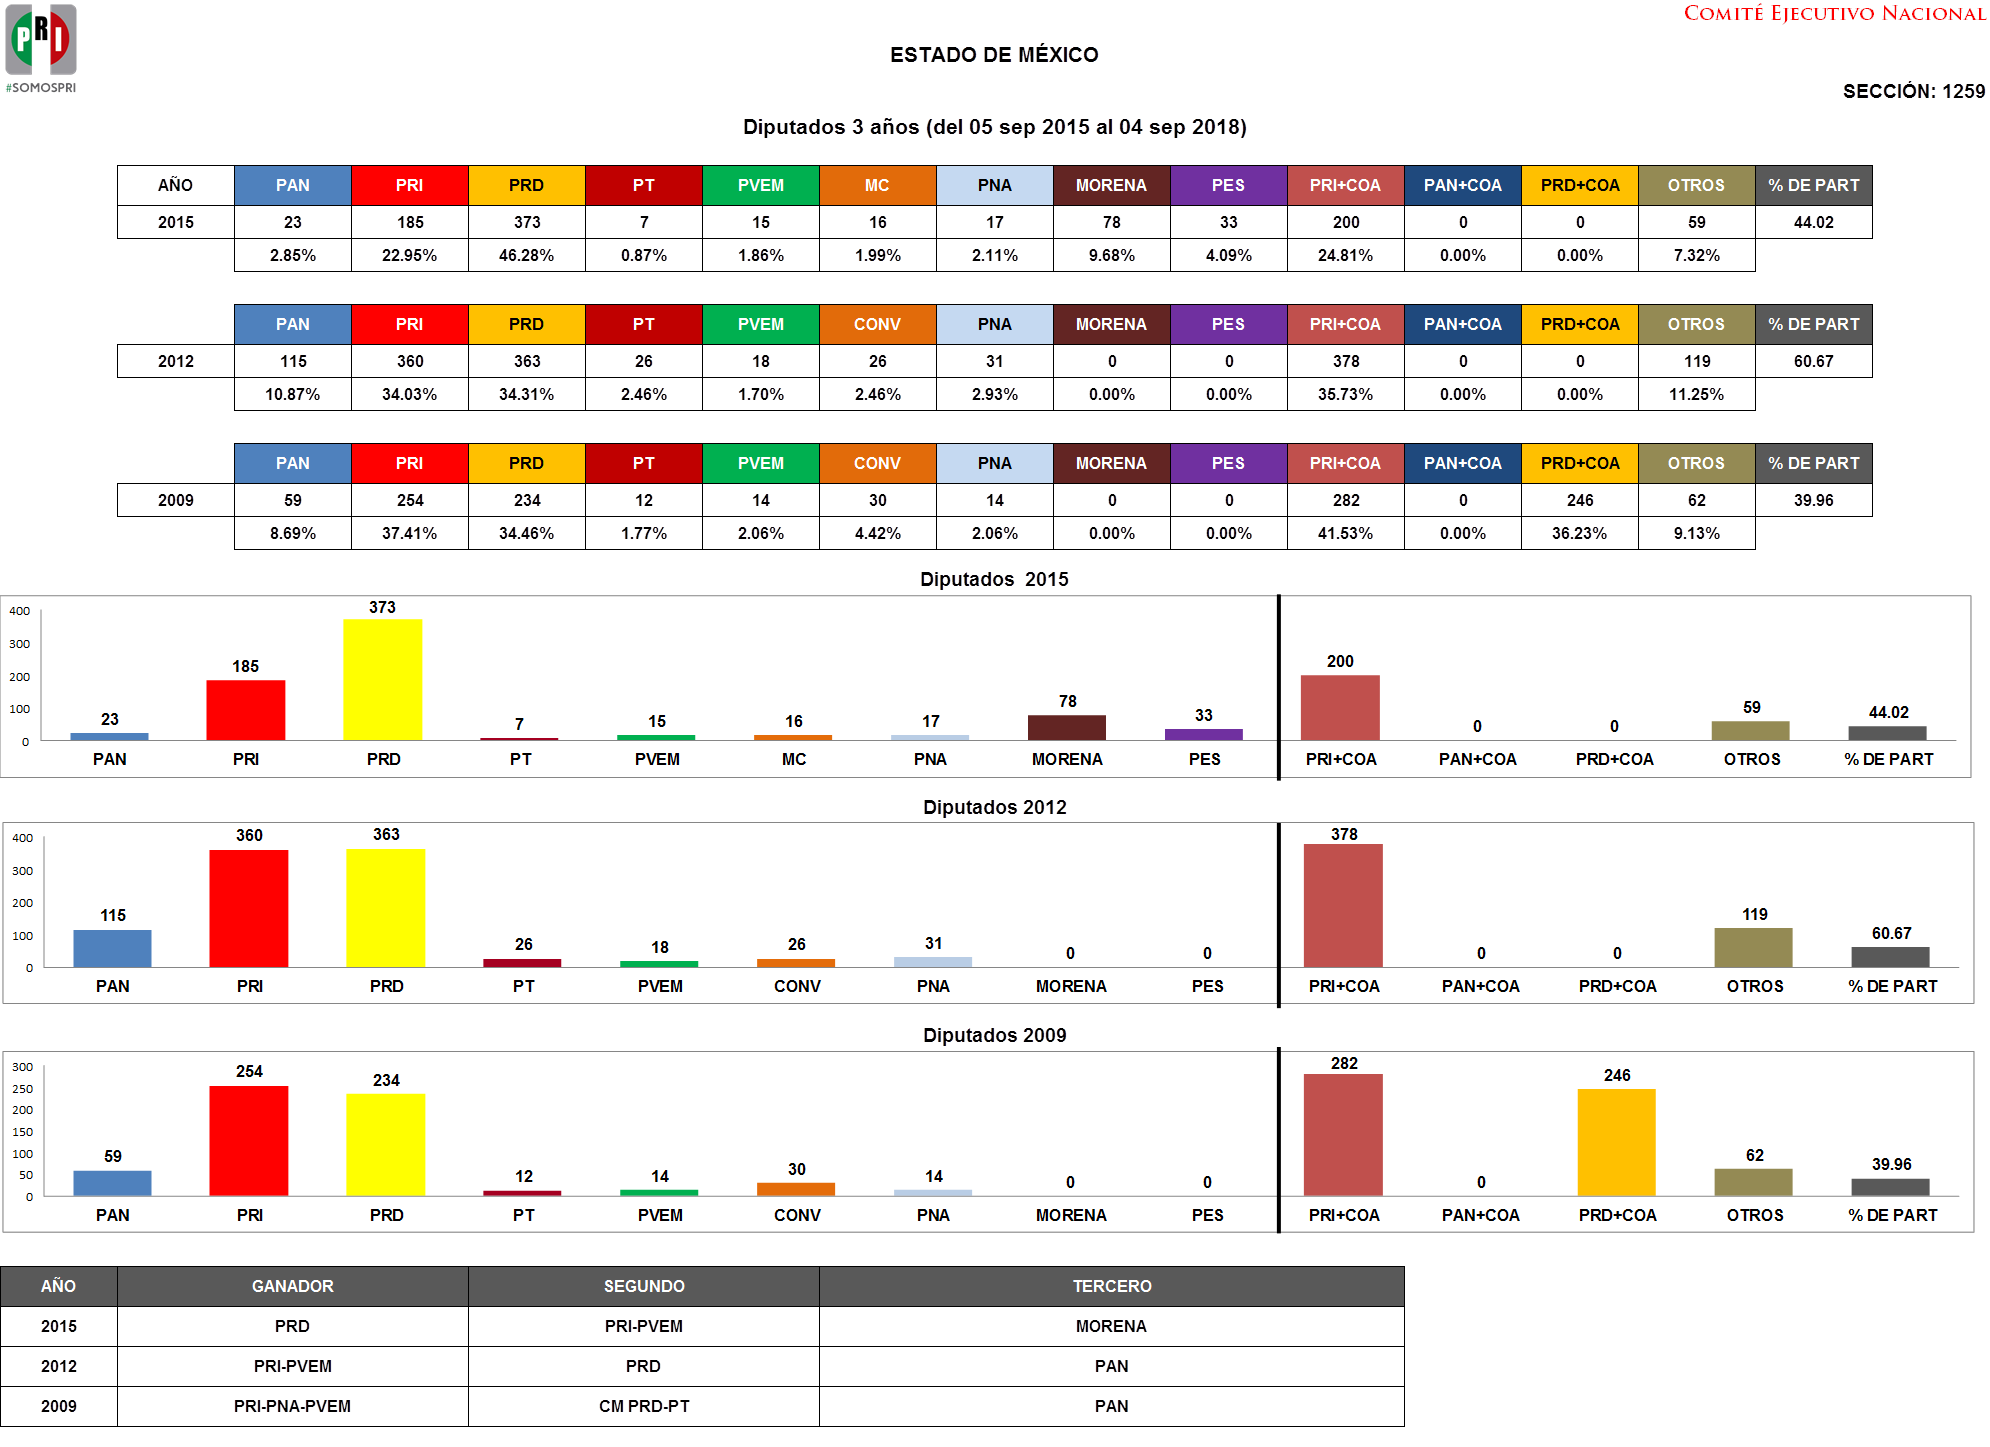 PRI
#SOMOSPRI
COMITÉ EJECUTIVO NACIONAL
ESTADO DE MÉXICO
SECCIÓN: 1259
Diputados 3 años (del 05 sep 2015 al 04 sep 2018)
AÑO PAN PRI PRD PT PVEM MC PNA MORENA PES PRI+COA PAN+COA PRD+COA OTROS % DE PART
2015 23 185 373 7 15 16 17 78 33 200 0 0 59 44.02
2.85% 22.95% 46.28% 0.87% 1.86% 1.99% 2.11% 9.68% 4.09% 24.81% 0.00% 0.00% 7.32%
PAN PRI PRD PT PVEM CONV PNA MORENA PES PRI+COA PAN+COA PRD+COA OTROS % DE PART
2012 115 360 363 26 18 26 31 0 0 378 0 0 119 60.67
10.87% 34.03% 34.31% 2.46% 1.70% 2.46% 2.93% 0.00% 0.00% 35.73% 0.00% 0.00% 11.25%
PAN PRI PRD PT PVEM CONV PNA MORENA PES PRI+COA PAN+COA PRD+COA OTROS % DE PART
2009 59 254 234 12 14 30 14 0 0 282 0 246 62 39.96
8.69% 37.41% 34.46% 1.77% 2.06% 4.42% 2.06% 0.00% 0.00% 41.53% 0.00% 36.23% 9.13%
Diputados 2015
400
300
200
100
0
23 185 373 7 15 16 17 78 33 200 0 0 59 44.02
PAN PRI PRD PT PVEM MC PNA MORENA PES PRI+COA PAN+COA PRD+COA OTROS % DE PART
Diputados 2012
400
300
200
100
0
115 360 363 26 18 26 31 0 0 378 0 0 119 60.67
PAN PRI PRD PT PVEM CONV PNA MORENA PES PRI+COA PAN+COA PRD+COA OTROS % DE PART
Diputados 2009
300
250
200
150
100
50
0
59 254 234 12 14 30 14 0 0 282 0 246 62 39.96
PAN PRI PRD PT PVEM CONV PNA MORENA PES PRI+COA PAN+COA PRD+COA OTROS % DE PART
AÑO GANADOR SEGUNDO TERCERO
2015 PRD PRI-PVEM MORENA
2012 PRI-PVEM PRD PAN
2009 PRI-PNA-PVEM CM PRD-PT PAN